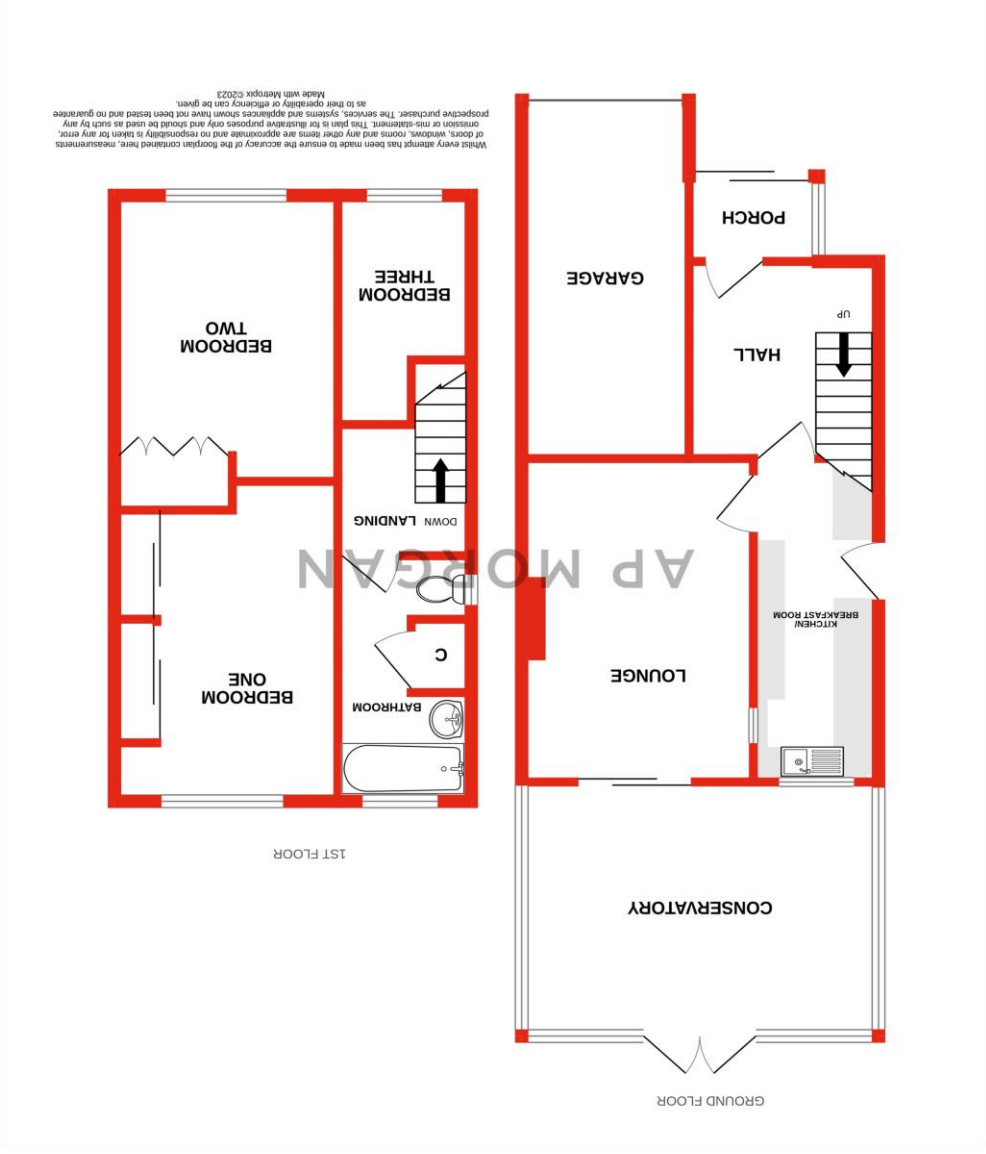 GROUND FLOOR
CONSERVATORY
LOUNGE
KITCHEN/
BREAKFAST ROOM
HALL
UP
GARAGE
PORCH
1ST FLOOR
BATHROOM
BEDROOM
ONE
C
DOWN
LANDING
BEDROOM
TWO
BEDROOM
THREE
AP MORGAN
Whilst every attempt has been made to ensure the accuracy of the floorplan contained here, measurements
of doors, windows, rooms and any other items are approximate and no responsibility is taken for any error,
omission or mis-statement. This plan is for illustrative purposes only and should be used as such by any
prospective purchaser. The services, systems and appliances shown have not been tested and no guarantee
as to their operability or efficiency can be given.
Made with Metropix ©2023